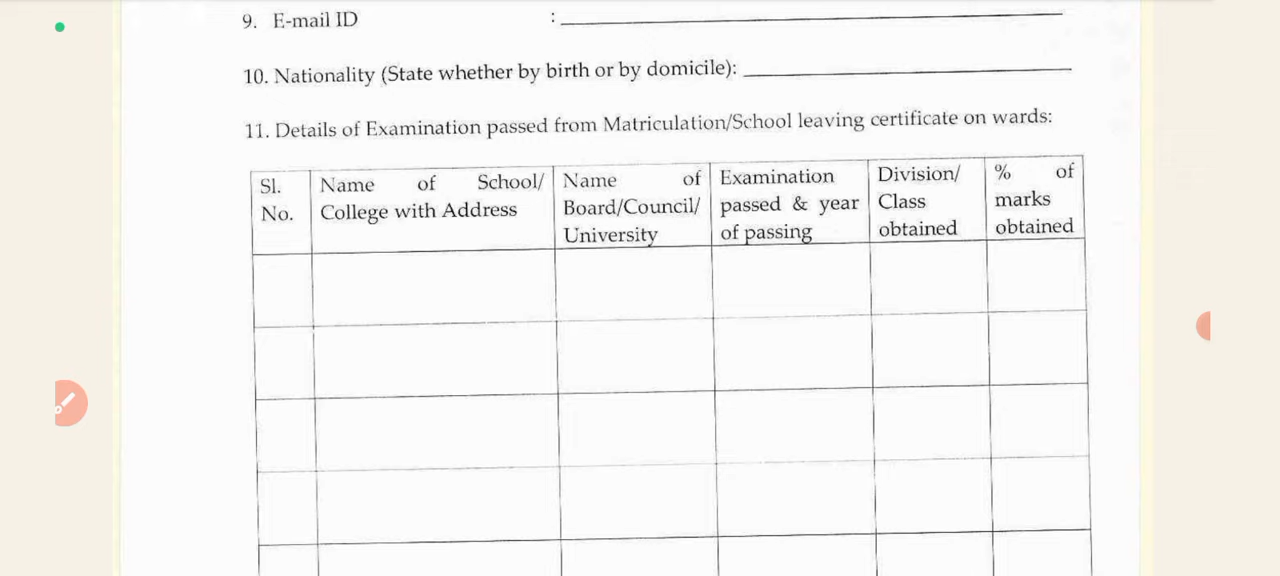 9. E-mail ID :
10. Nationality (State whether by birth or by domicile):
11. Details of Examination passed from Matriculation/School leaving certificate on wards:
Sl. No.
Name of School/ College with Address
Name of Board/Council/ University
Examination passed & year of passing
Division/ Class obtained
% of marks obtained